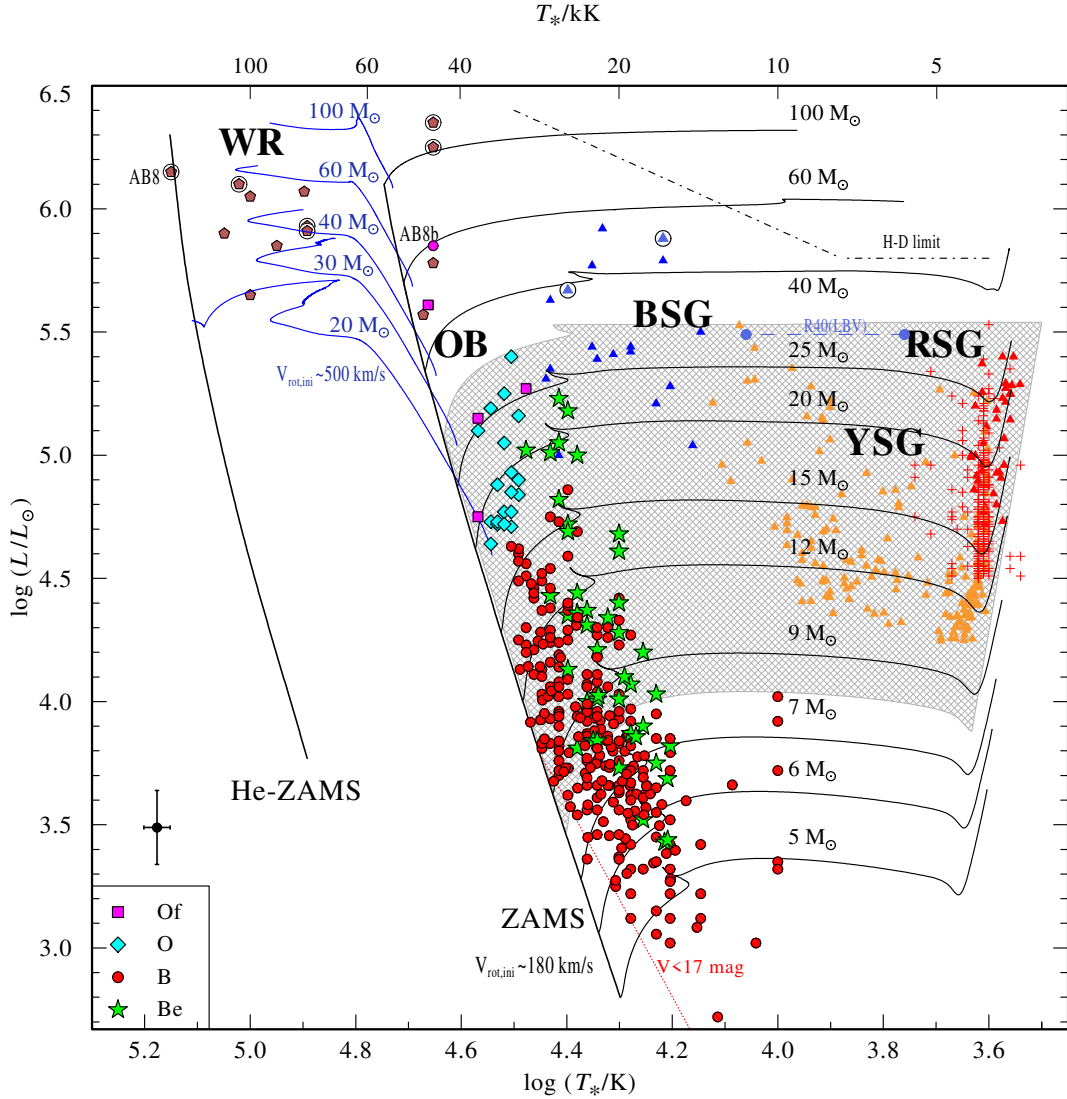 T*/kK
100 60 40 20 10 5
6.5
100 M⊙
100 M⊙
WR
AB8
60 M⊙
60 M⊙
6.0
40 M⊙
AB8b
H-D limit
30 M⊙
40 M⊙
20 M⊙
OB
BSG
R40(LBV)
RSG
5.5
V_rot,ini~500 km/s
25 M⊙
20 M⊙
YSG
5.0
15 M⊙
12 M⊙
4.5
9 M⊙
4.0
7 M⊙
6 M⊙
He-ZAMS
3.5
5 M⊙
ZAMS
3.0
V_rot,ini~180 km/s
V<17 mag
Of
O
B
Be
log (L/L⊙)
5.2 5.0 4.8 4.6 4.4 4.2 4.0 3.8 3.6
log (T*/K)